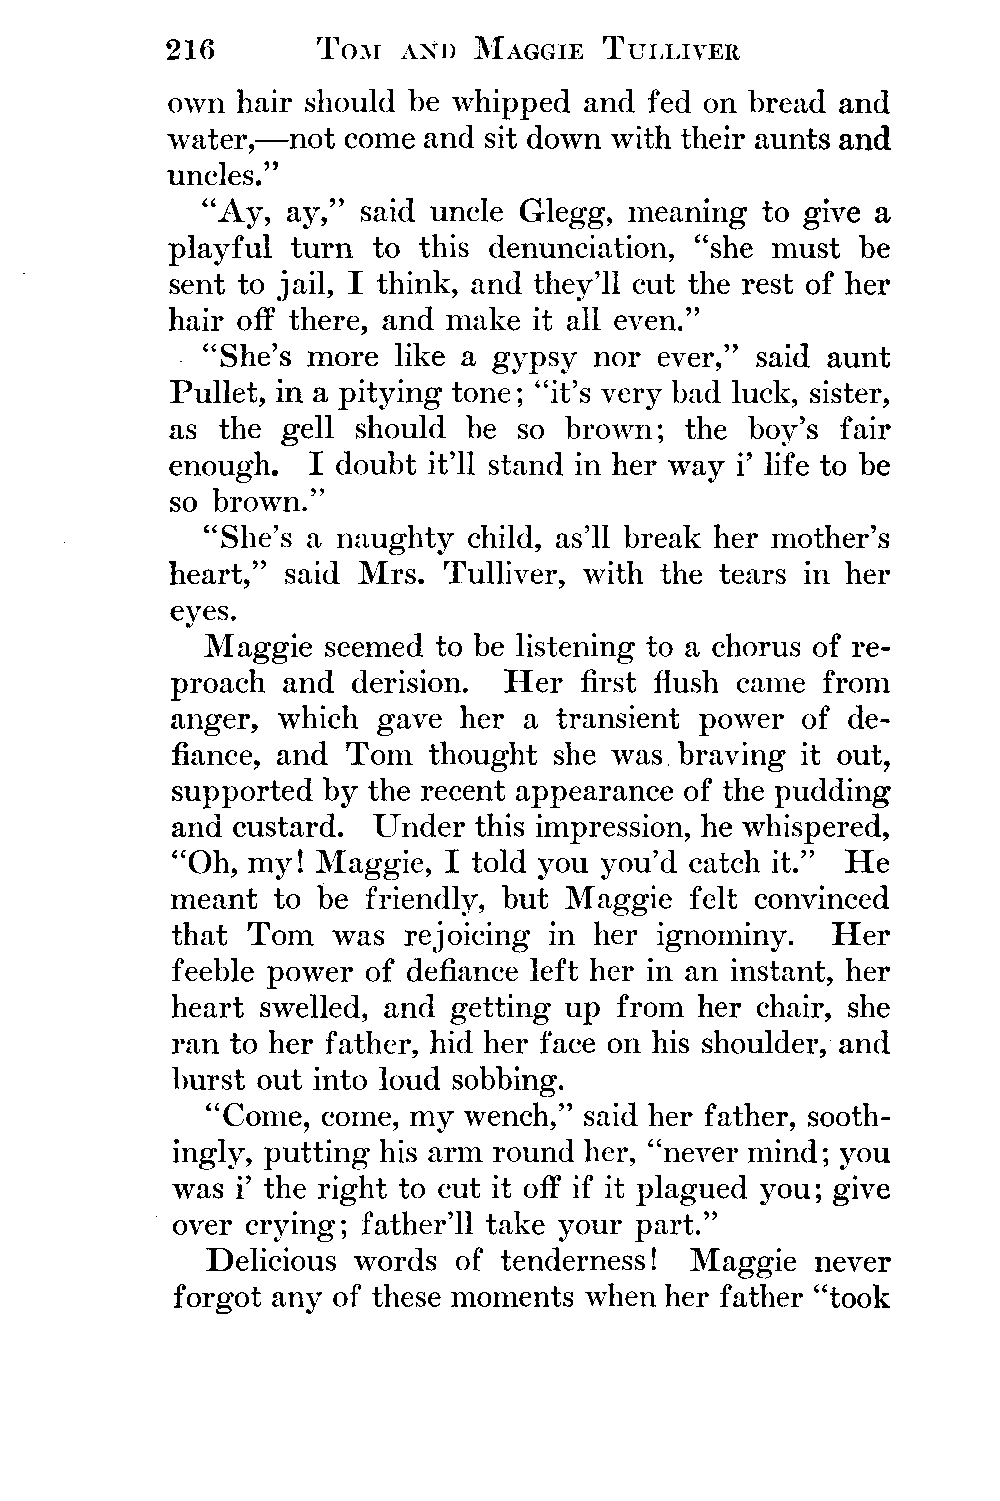 216 TOM AND MAGGIE TULLIVER
own hair should be whipped and fed on bread and
water,—not come and sit down with their aunts and
uncles.”
“Ay, ay,” said uncle Glegg, meaning to give a
playful turn to this denunciation, “she must be
sent to jail, I think, and they’ll cut the rest of her
hair off there, and make it all even.”
“She’s more like a gypsy nor ever,” said aunt
Pullet, in a pitying tone; “it’s very bad luck, sister,
as the gell should be so brown; the boy’s fair
enough. I doubt it’ll stand in her way i’ life to be
so brown.”
“She’s a naughty child, as’ll break her mother’s
heart,” said Mrs. Tulliver, with the tears in her
eyes.
Maggie seemed to be listening to a chorus of re-
proach and derision. Her first flush came from
anger, which gave her a transient power of de-
fiance, and Tom thought she was braving it out,
supported by the recent appearance of the pudding
and custard. Under this impression, he whispered,
“Oh, my! Maggie, I told you you’d catch it.” He
meant to be friendly, but Maggie felt convinced
that Tom was rejoicing in her ignominy. Her
feeble power of defiance left her in an instant, her
heart swelled, and getting up from her chair, she
ran to her father, hid her face on his shoulder, and
burst out into loud sobbing.
“Come, come, my wench,” said her father, sooth-
ingly, putting his arm round her, “never mind; you
was i’ the right to cut it off if it plagued you; give
over crying; father’ll take your part.”
Delicious words of tenderness! Maggie never
forgot any of these moments when her father “took